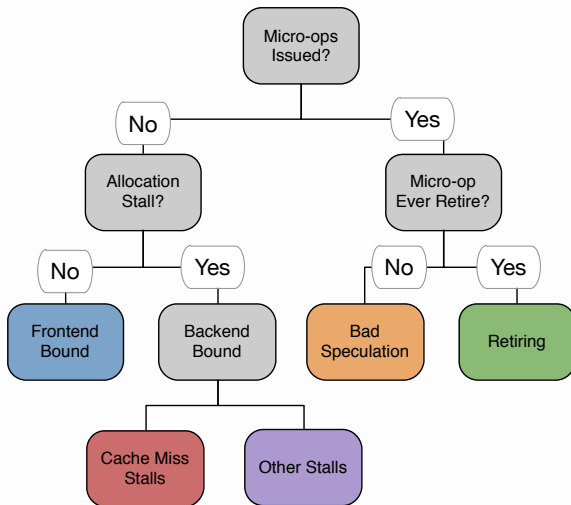 Micro-ops
Issued?
No
Yes
Allocation
Stall?
Micro-op
Ever Retire?
No
Yes
No
Yes
Frontend
Bound
Backend
Bound
Bad
Speculation
Retiring
Cache Miss
Stalls
Other Stalls